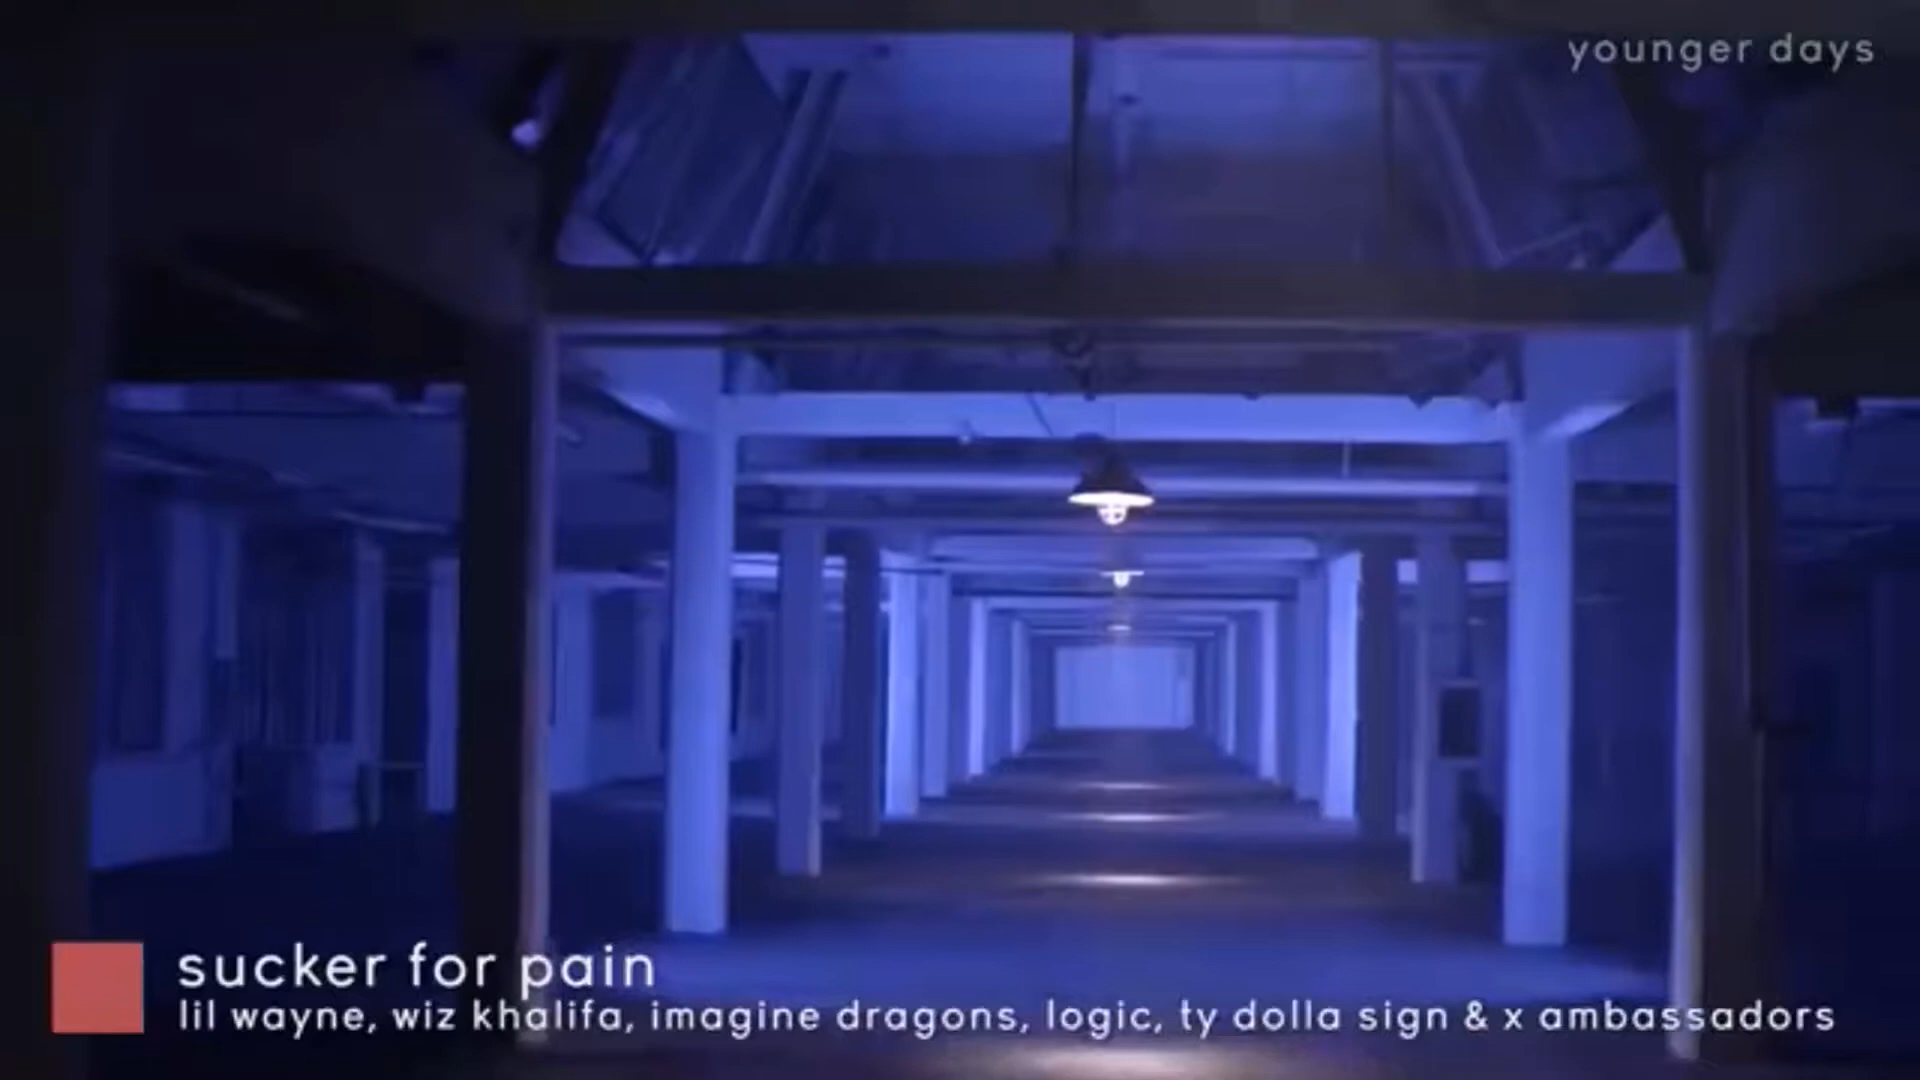 younger days
sucker for pain
lil wayne, wiz khalifa, imagine dragons, logic, ty dolla sign & x ambassadors